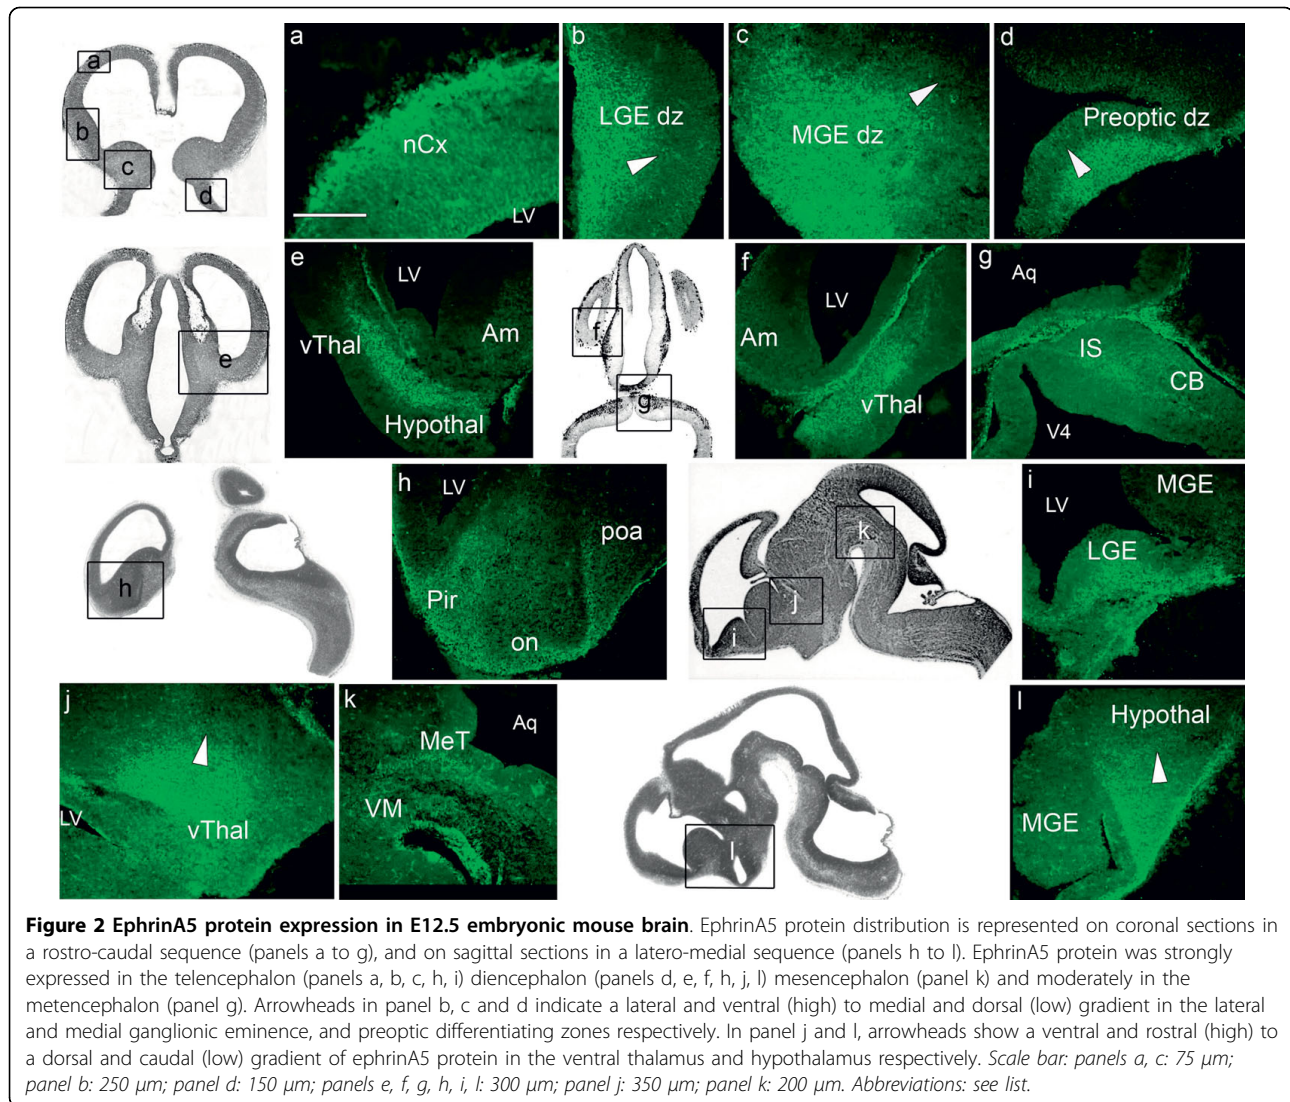 a
b
c
d
a
nCx
LV
b
LGE dz
c
MGE dz
d
Preoptic dz
e
e
LV
vThal
Am
Hypothal
f
g
f
LV
Am
vThal
g
Aq
IS
CB
V4
h
h
LV
poa
Pir
on
k
j
i
i
MGE
LV
LGE
j
LV
vThal
k
Aq
MeT
VM
l
l
Hypothal
MGE
Figure 2 EphrinA5 protein expression in E12.5 embryonic mouse brain. EphrinA5 protein distribution is represented on coronal sections in
a rostro-caudal sequence (panels a to g), and on sagittal sections in a latero-medial sequence (panels h to l). EphrinA5 protein was strongly
expressed in the telencephalon (panels a, b, c, h, i) diencephalon (panels d, e, f, h, j, l) mesencephalon (panel k) and moderately in the
metencephalon (panel g). Arrowheads in panel b, c and d indicate a lateral and ventral (high) to medial and dorsal (low) gradient in the lateral
and medial ganglionic eminence, and preoptic differentiating zones respectively. In panel j and l, arrowheads show a ventral and rostral (high) to
a dorsal and caudal (low) gradient of ephrinA5 protein in the ventral thalamus and hypothalamus respectively. Scale bar: panels a, c: 75 μm;
panel b: 250 μm; panel d: 150 μm; panels e, f, g, h, i, l: 300 μm; panel j: 350 μm; panel k: 200 μm. Abbreviations: see list.